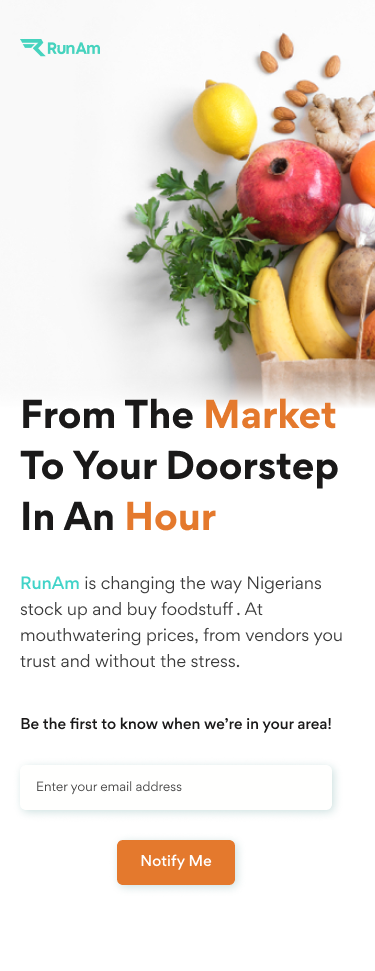 RunAm
From The Market
To Your Doorstep
In An Hour
RunAm is changing the way Nigerians
stock up and buy foodstuff . At
mouthwatering prices, from vendors you
trust and without the stress.
Be the first to know when we’re in your area!
Enter your email address
Notify Me